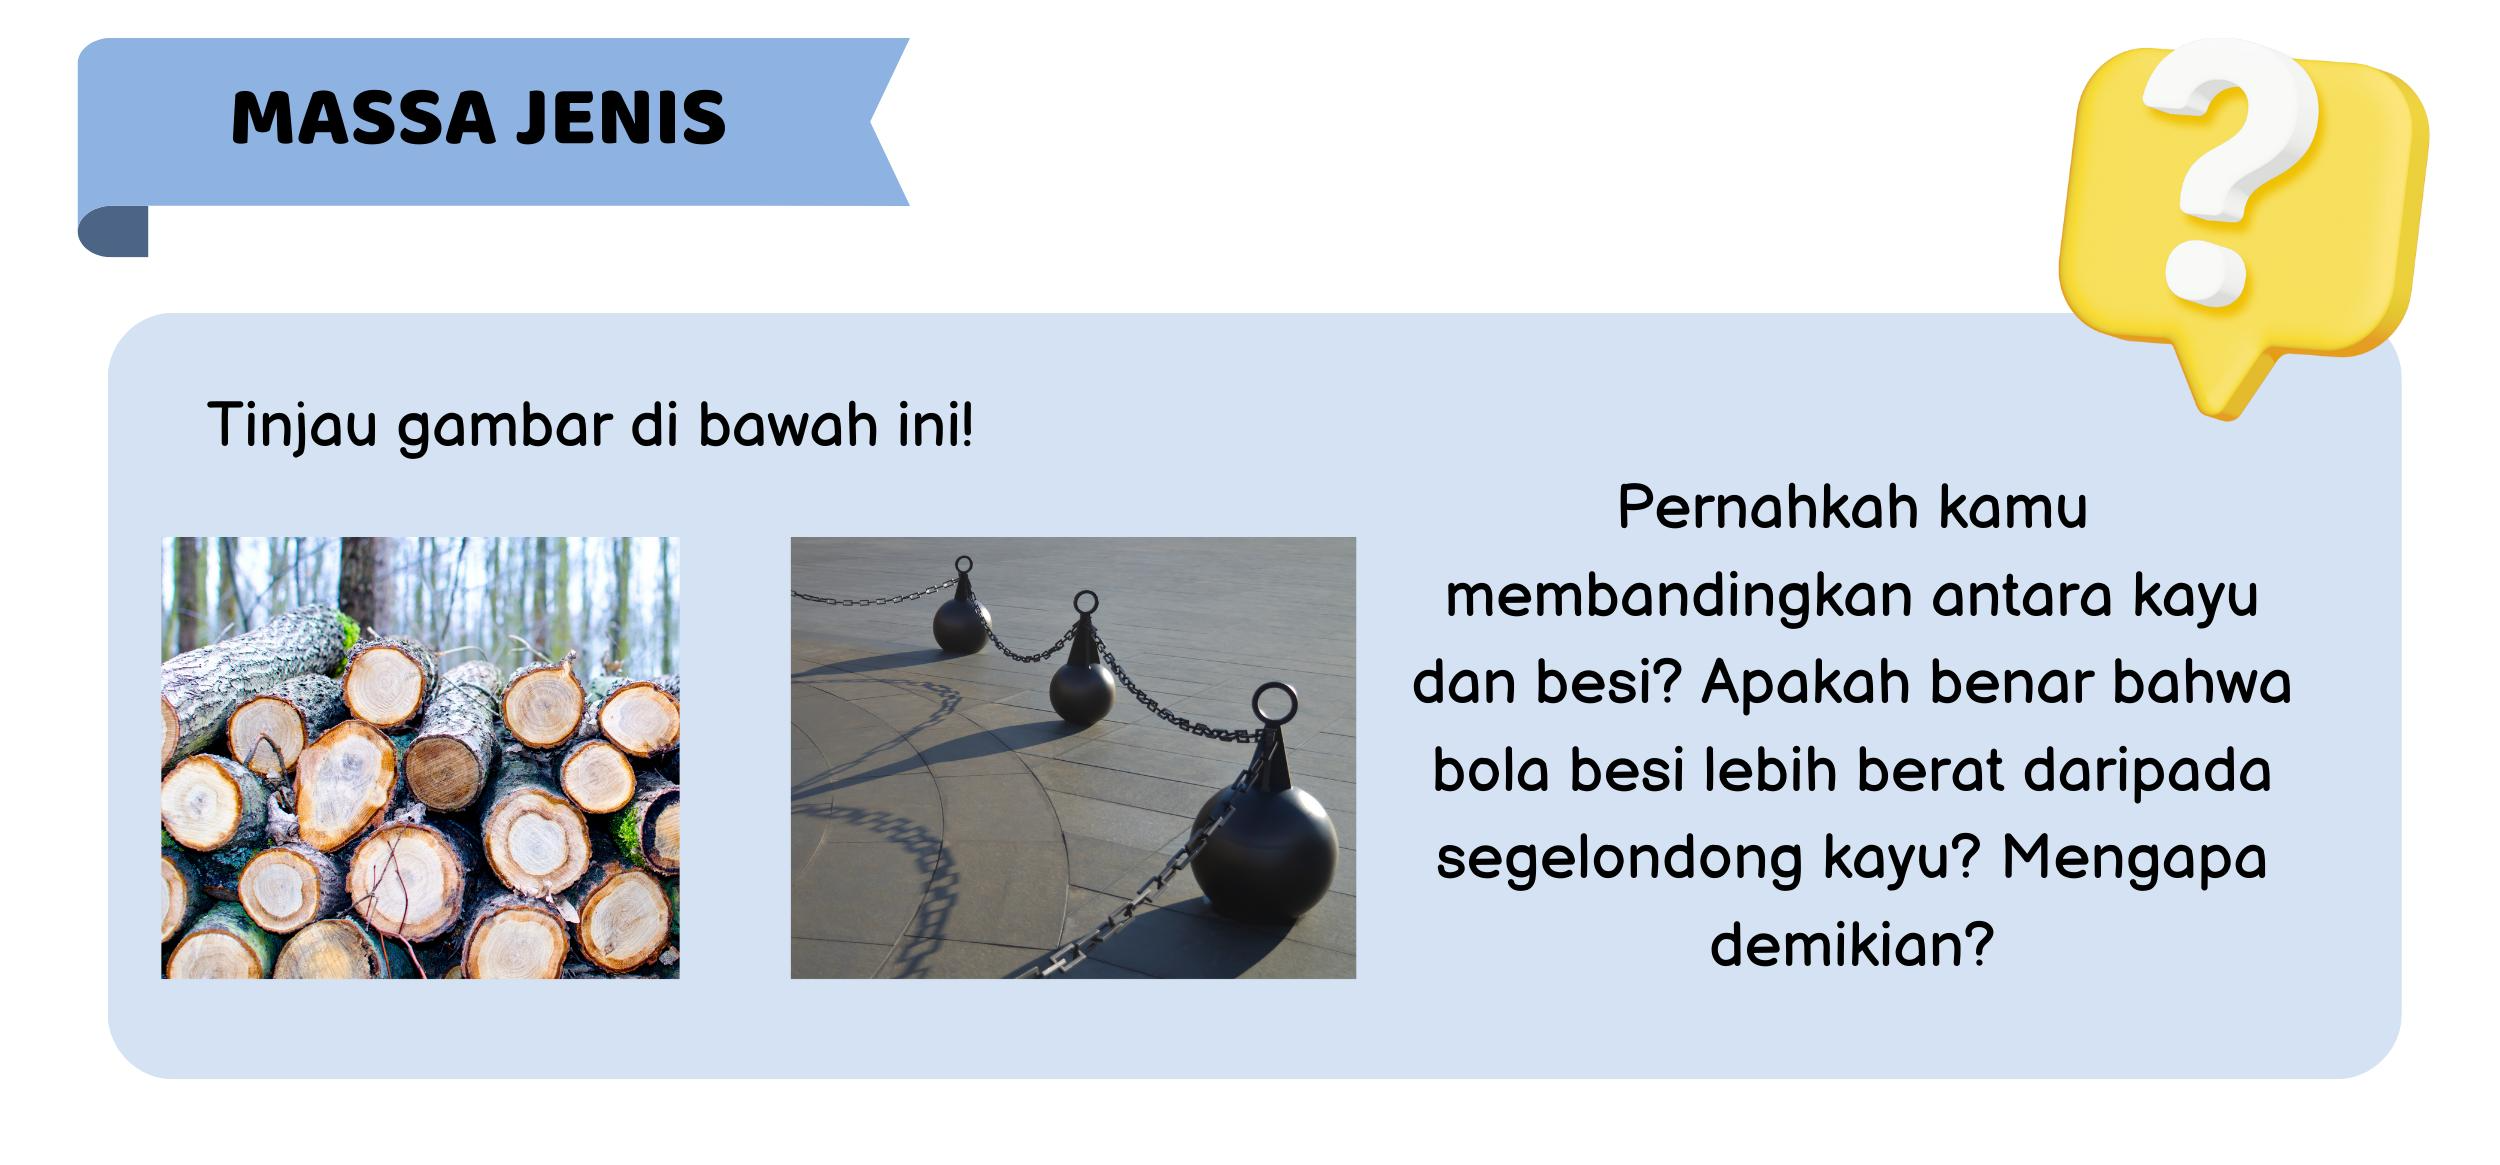 MASSA JENIS
Tinjau gambar di bawah ini!
Pernahkah kamu
membandingkan antara kayu
dan besi? Apakah benar bahwa
bola besi lebih berat daripada
segelondong kayu? Mengapa
demikian?